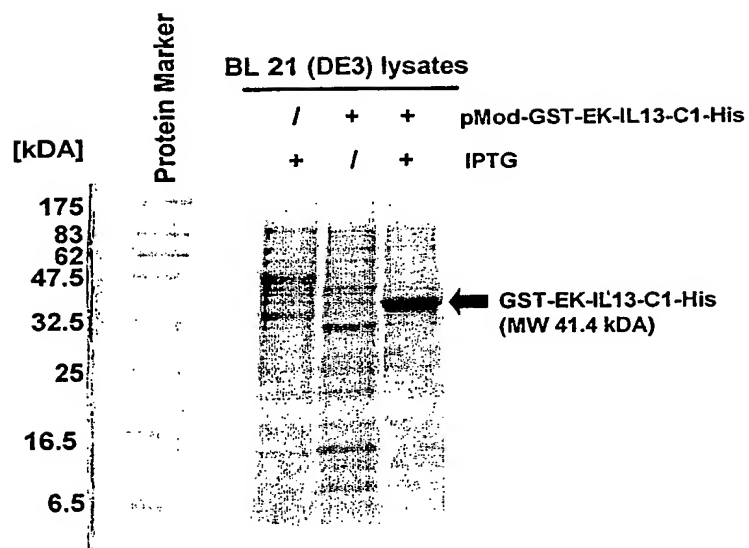 Protein Marker
BL 21 (DE3) lysates
/ + + pMod-GST-EK-IL13-C1-His
[kDA]
+ / + IPTG
175
83
62
47.5
GST-EK-IL13-C1-His
32.5
(MW 41.4 kDA)
25
16.5
6.5